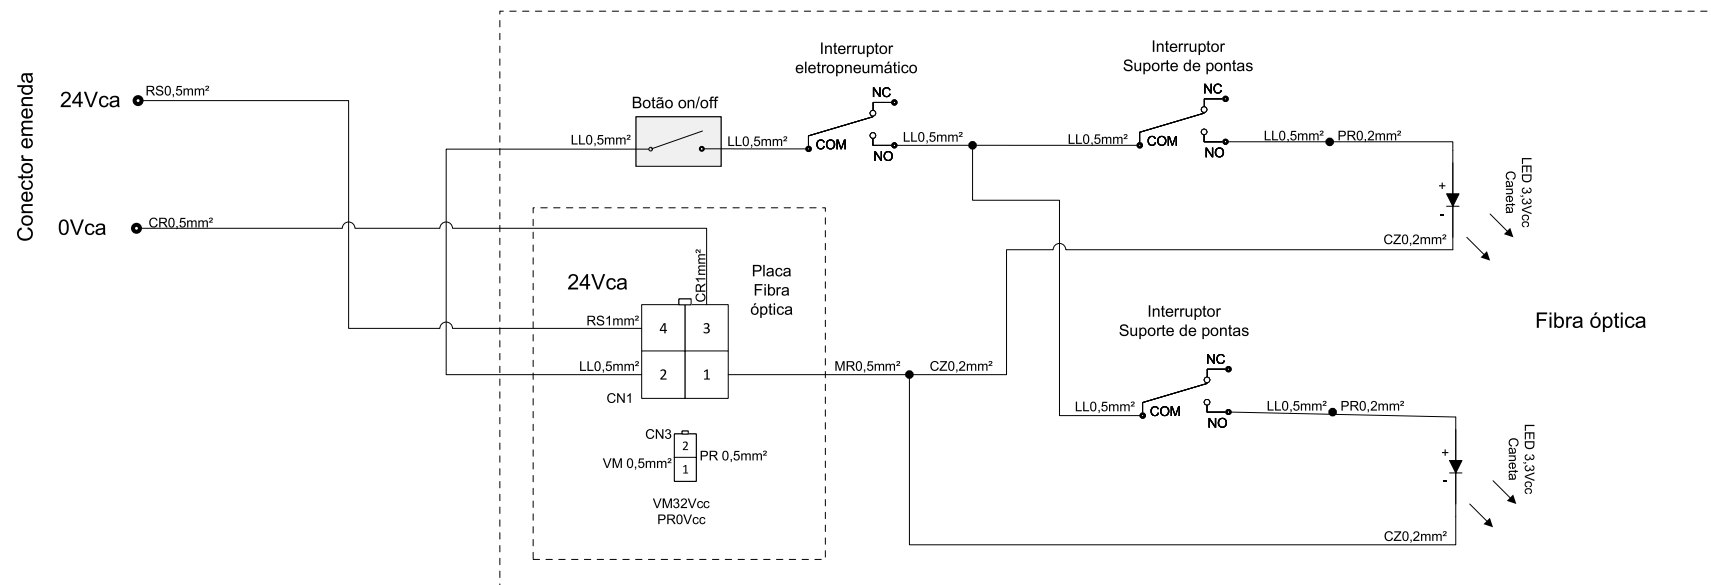 Conector emenda
24Vca
RS0,5mm²
0Vca
CR0,5mm²
Botão on/off
LL0,5mm²
LL0,5mm²
Interruptor
eletropneumático
NC
COM
NO
LL0,5mm²
LL0,5mm²
Interruptor
Suporte de pontas
NC
COM
NO
LL0,5mm²
PR0,2mm²
+
-
LED 3,3Vcc
Caneta
CZ0,2mm²
24Vca
CR1mm²
Placa
Fibra
óptica
RS1mm²
4
3
LL0,5mm²
2
1
CN1
MR0,5mm²
CZ0,2mm²
CN3
2
VM 0,5mm²
1
PR 0,5mm²
VM32Vcc
PR0Vcc
Interruptor
Suporte de pontas
NC
LL0,5mm²
COM
NO
LL0,5mm²
PR0,2mm²
+
-
LED 3,3Vcc
Caneta
CZ0,2mm²
Fibra óptica